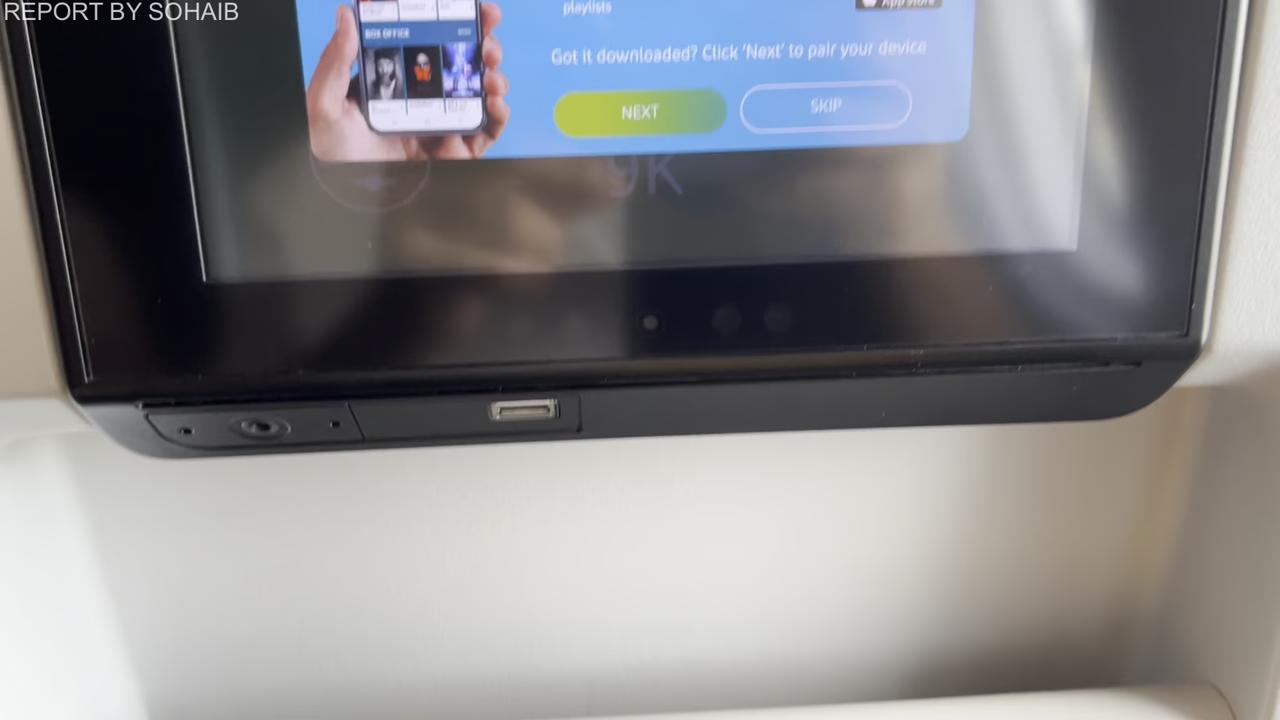 REPORT BY SOHAIB
playlists
App Store
BOX OFFICE
Got it downloaded? Click 'Next' to pair your device
NEXT
SKIP
9K